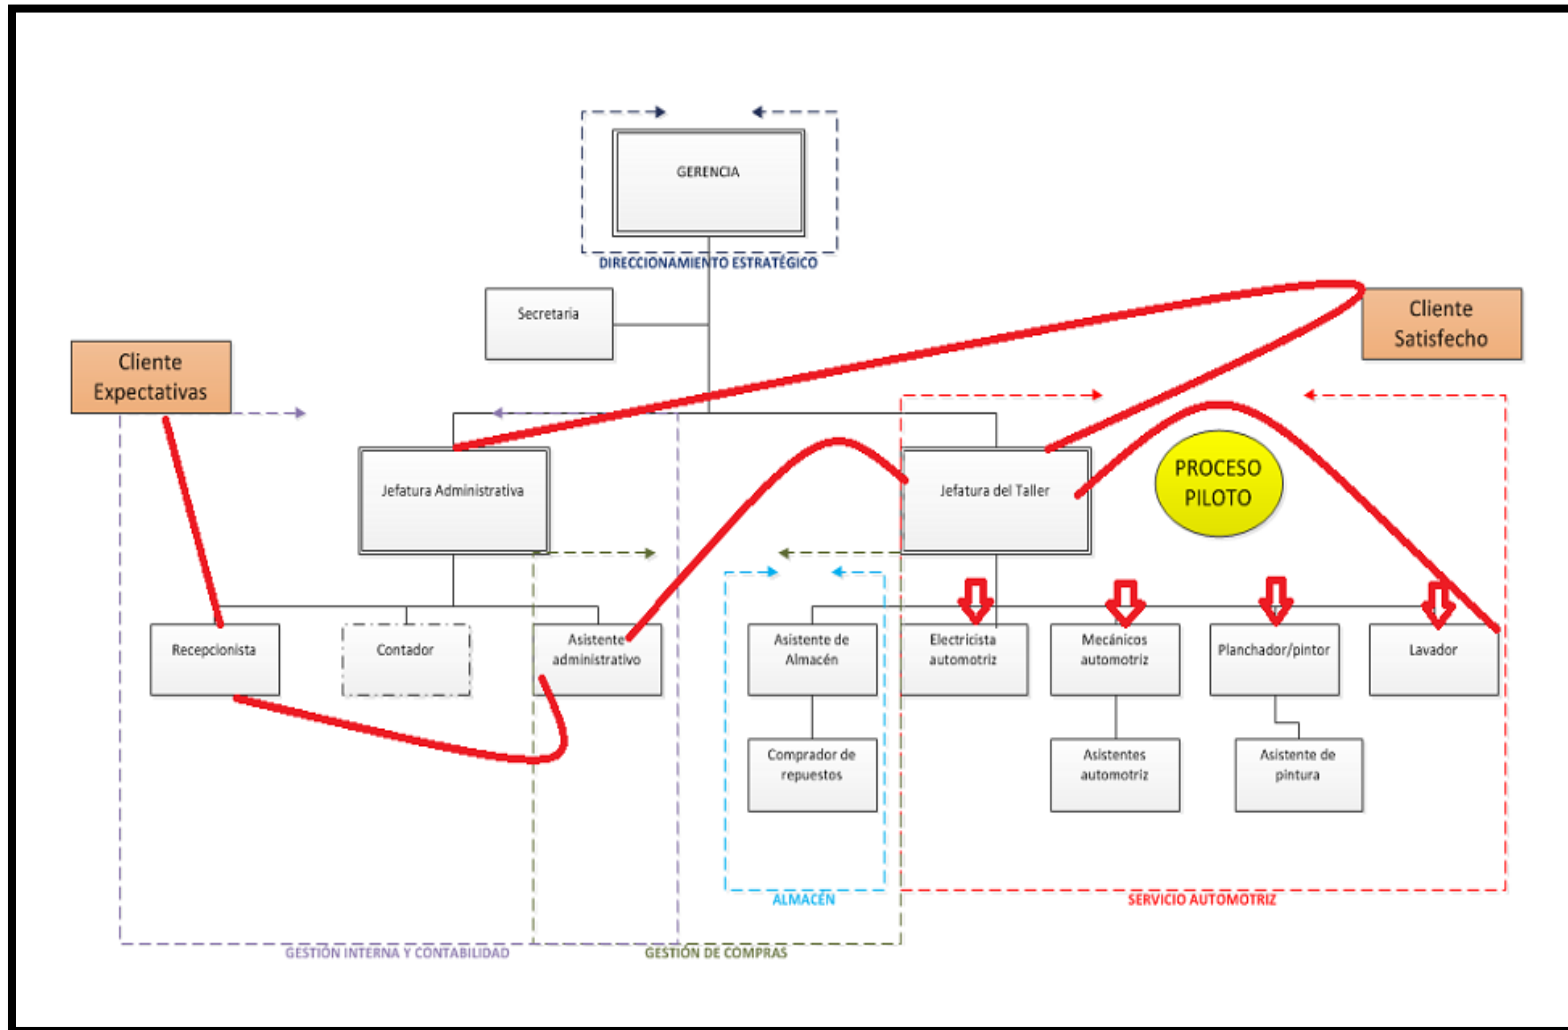 GERENCIA
DIRECCIONAMIENTO ESTRATÉGICO
Secretaria
Cliente
Satisfecho
Cliente
Expectativas
Jefatura Administrativa
Jefatura del Taller
PROCESO
PILOTO
Recepcionista
Contador
Asistente
administrativo
Asistente de
Almacén
Electricista
automotriz
Mecánicos
automotriz
Planchador/pintor
Lavador
Comprador de
repuestos
Asistentes
automotriz
Asistente de
pintura
ALMACÉN
SERVICIO AUTOMOTRIZ
GESTIÓN INTERNA Y CONTABILIDAD
GESTIÓN DE COMPRAS